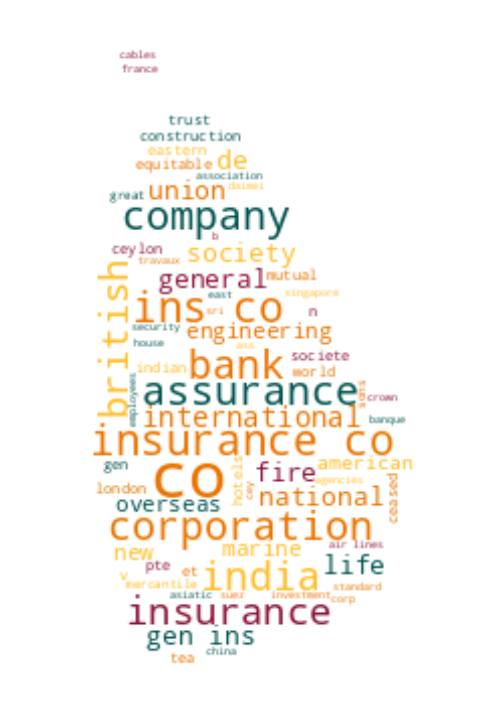 cables
france
trust
construction
eastern
equitable de
association
great union daimei
company
b
ceylon society
travaux
general mutual
east singapore
ins co
sri n
security engineering
house ass
british
indian bank societe
world
employees assurance sons crown
international banque
insurance co
gen fire american
co hotels cey agencies
london national ceased
overseas
corporation
new marine air lines
pte life
v et india
mercantile standard
asiatic suez investment corp
insurance
gen ins
china
tea